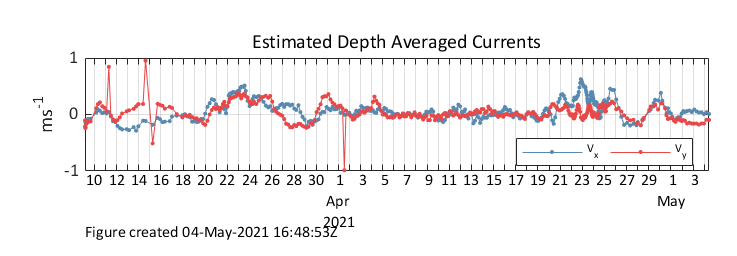 Estimated Depth Averaged Currents
ms-1
1
0
-1
Vx Vy
10 12 14 16 18 20 22 24 26 28 30 1 3 5 7 9 11 13 15 17 19 21 23 25 27 29 1 3
Apr May
2021
Figure created 04-May-2021 16:48:53Z